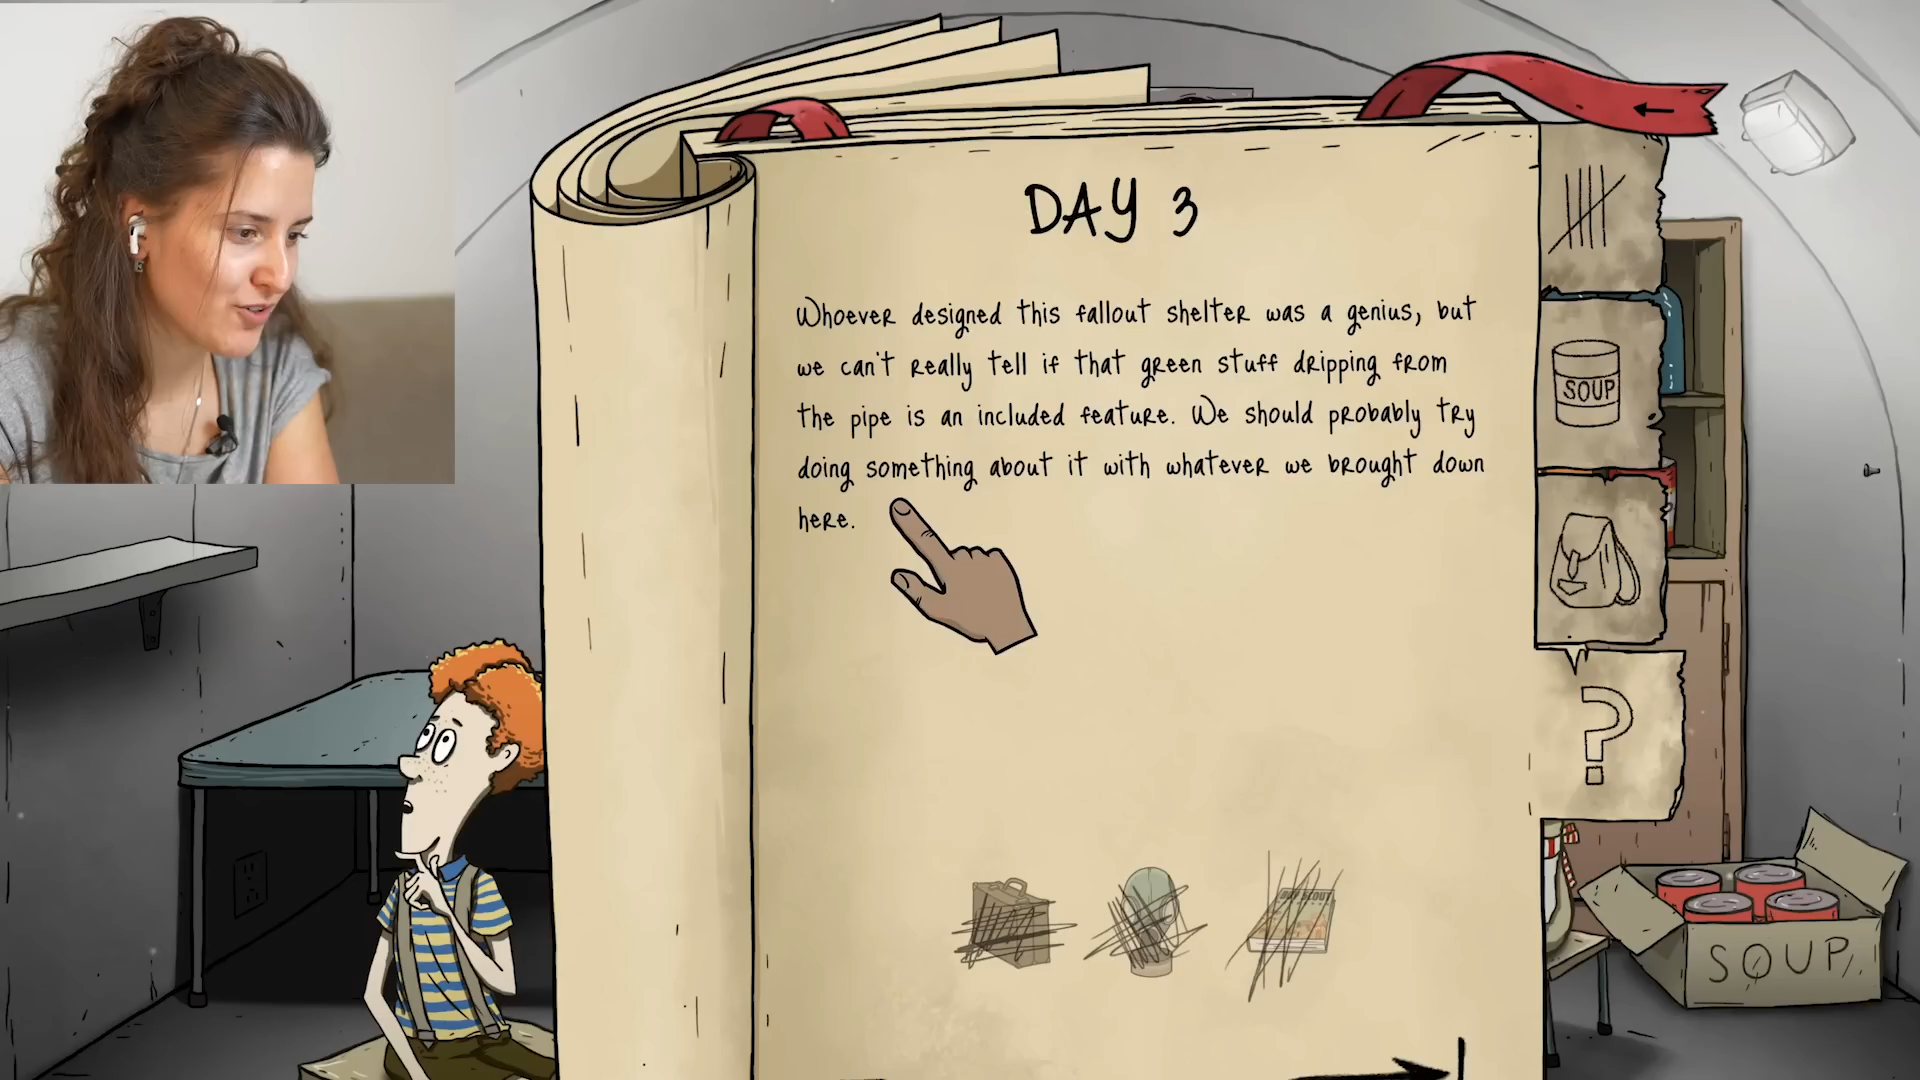 DAY 3
Whoever designed this fallout shelter was a genius, but
we can't really tell if that green stuff dripping from
the pipe is an included feature. We should probably try
doing something about it with whatever we brought down
here.
SOUP
SOUP